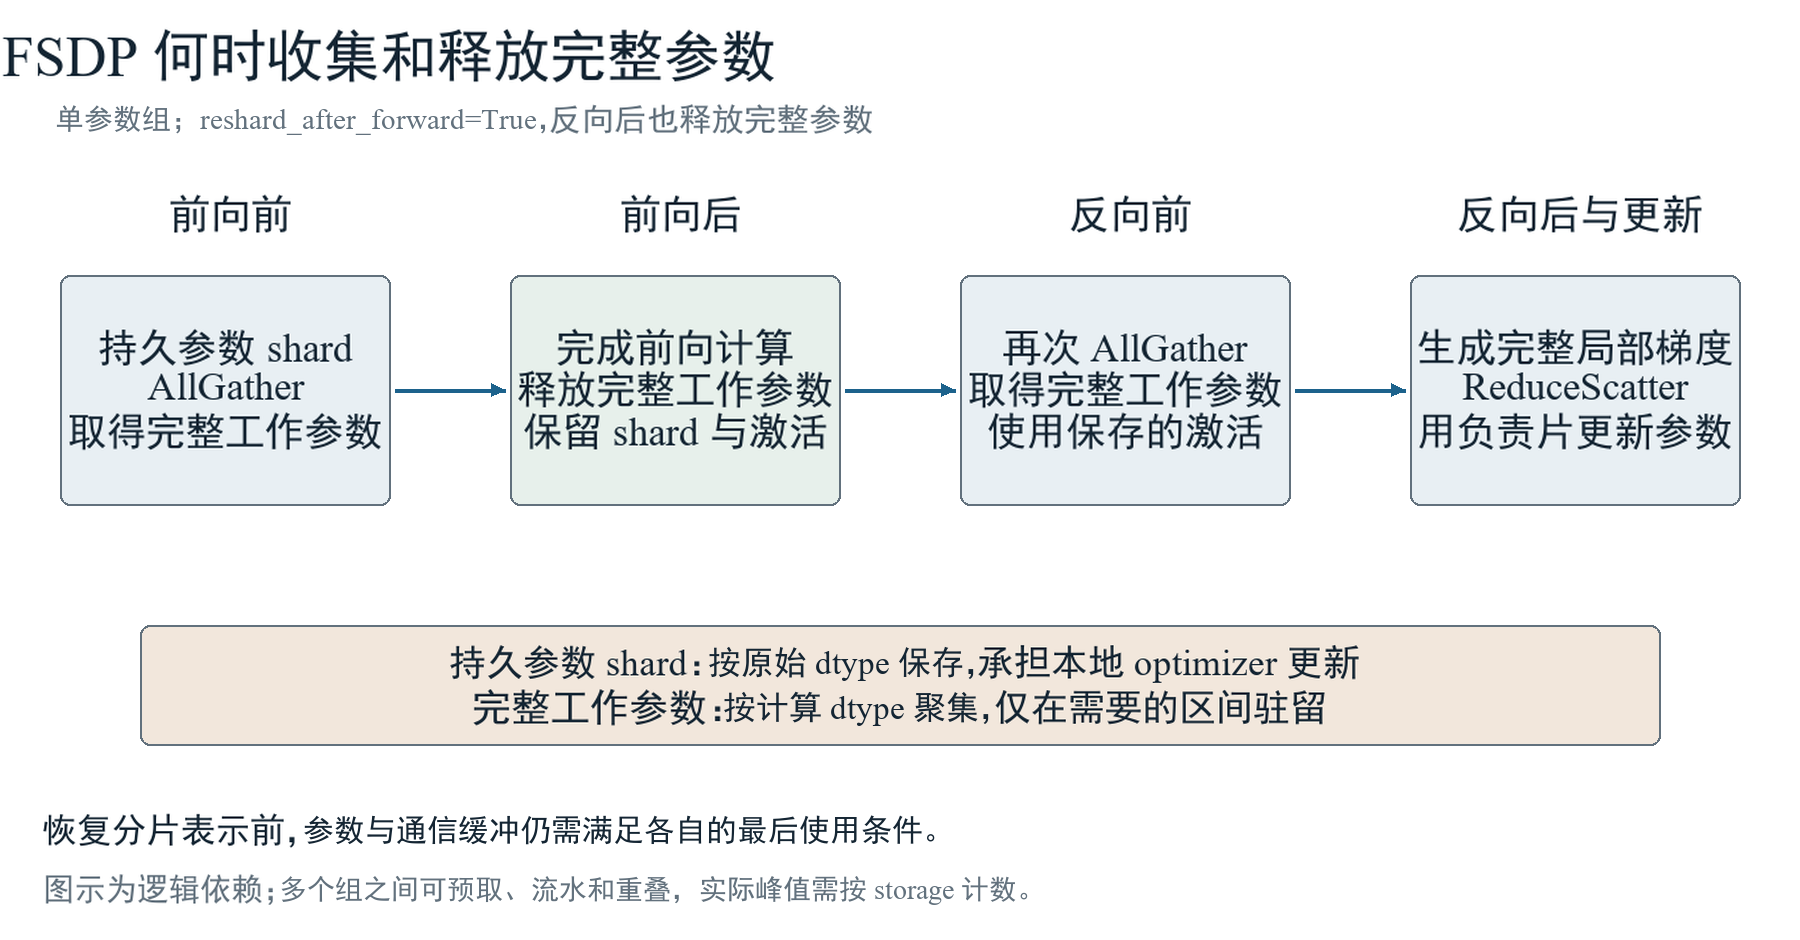 FSDP 何时收集和释放完整参数
单参数组；reshard_after_forward=True,反向后也释放完整参数
前向前
前向后
反向前
反向后与更新
持久参数 shard
AllGather
取得完整工作参数
完成前向计算
释放完整工作参数
保留 shard 与激活
再次 AllGather
取得完整工作参数
使用保存的激活
生成完整局部梯度
ReduceScatter
用负责片更新参数
持久参数 shard:按原始 dtype 保存,承担本地 optimizer 更新
完整工作参数:按计算 dtype 聚集,仅在需要的区间驻留
恢复分片表示前,参数与通信缓冲仍需满足各自的最后使用条件。
图示为逻辑依赖;多个组之间可预取、流水和重叠，实际峰值需按 storage 计数。